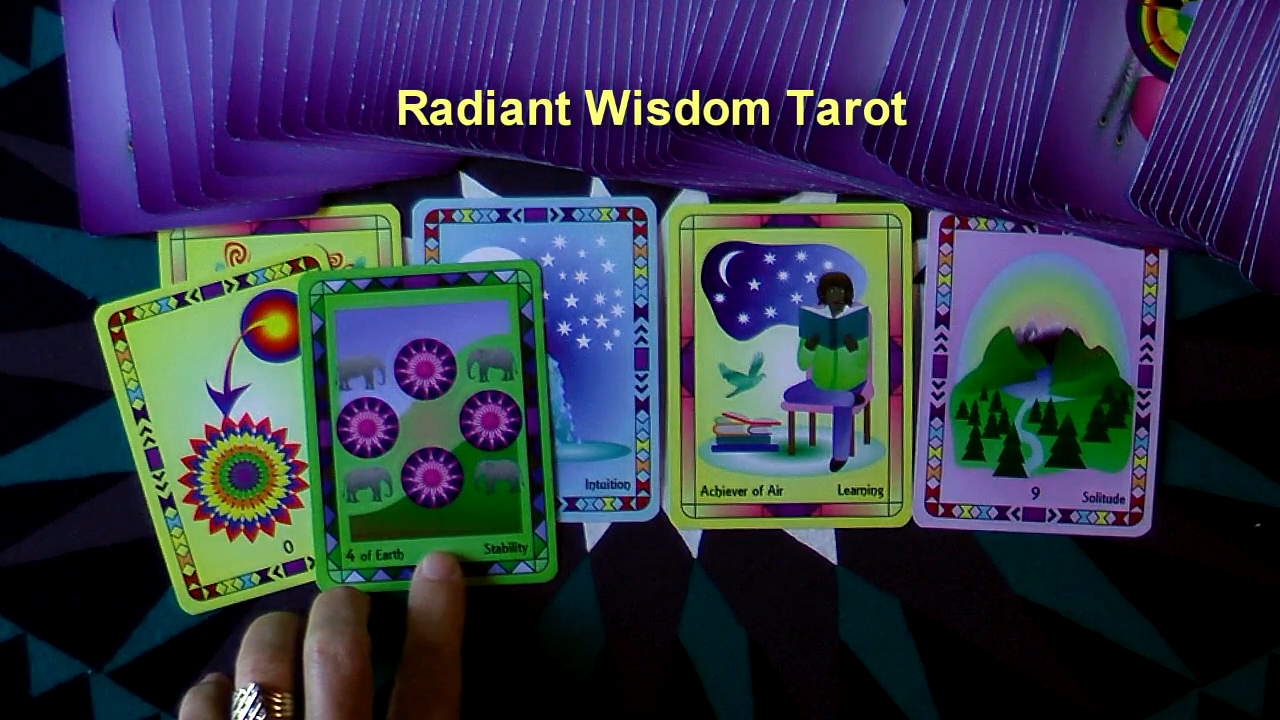 Radiant Wisdom Tarot
Intuition
Achiever of Air Learning
9 Solitude
0
4 of Earth Stability